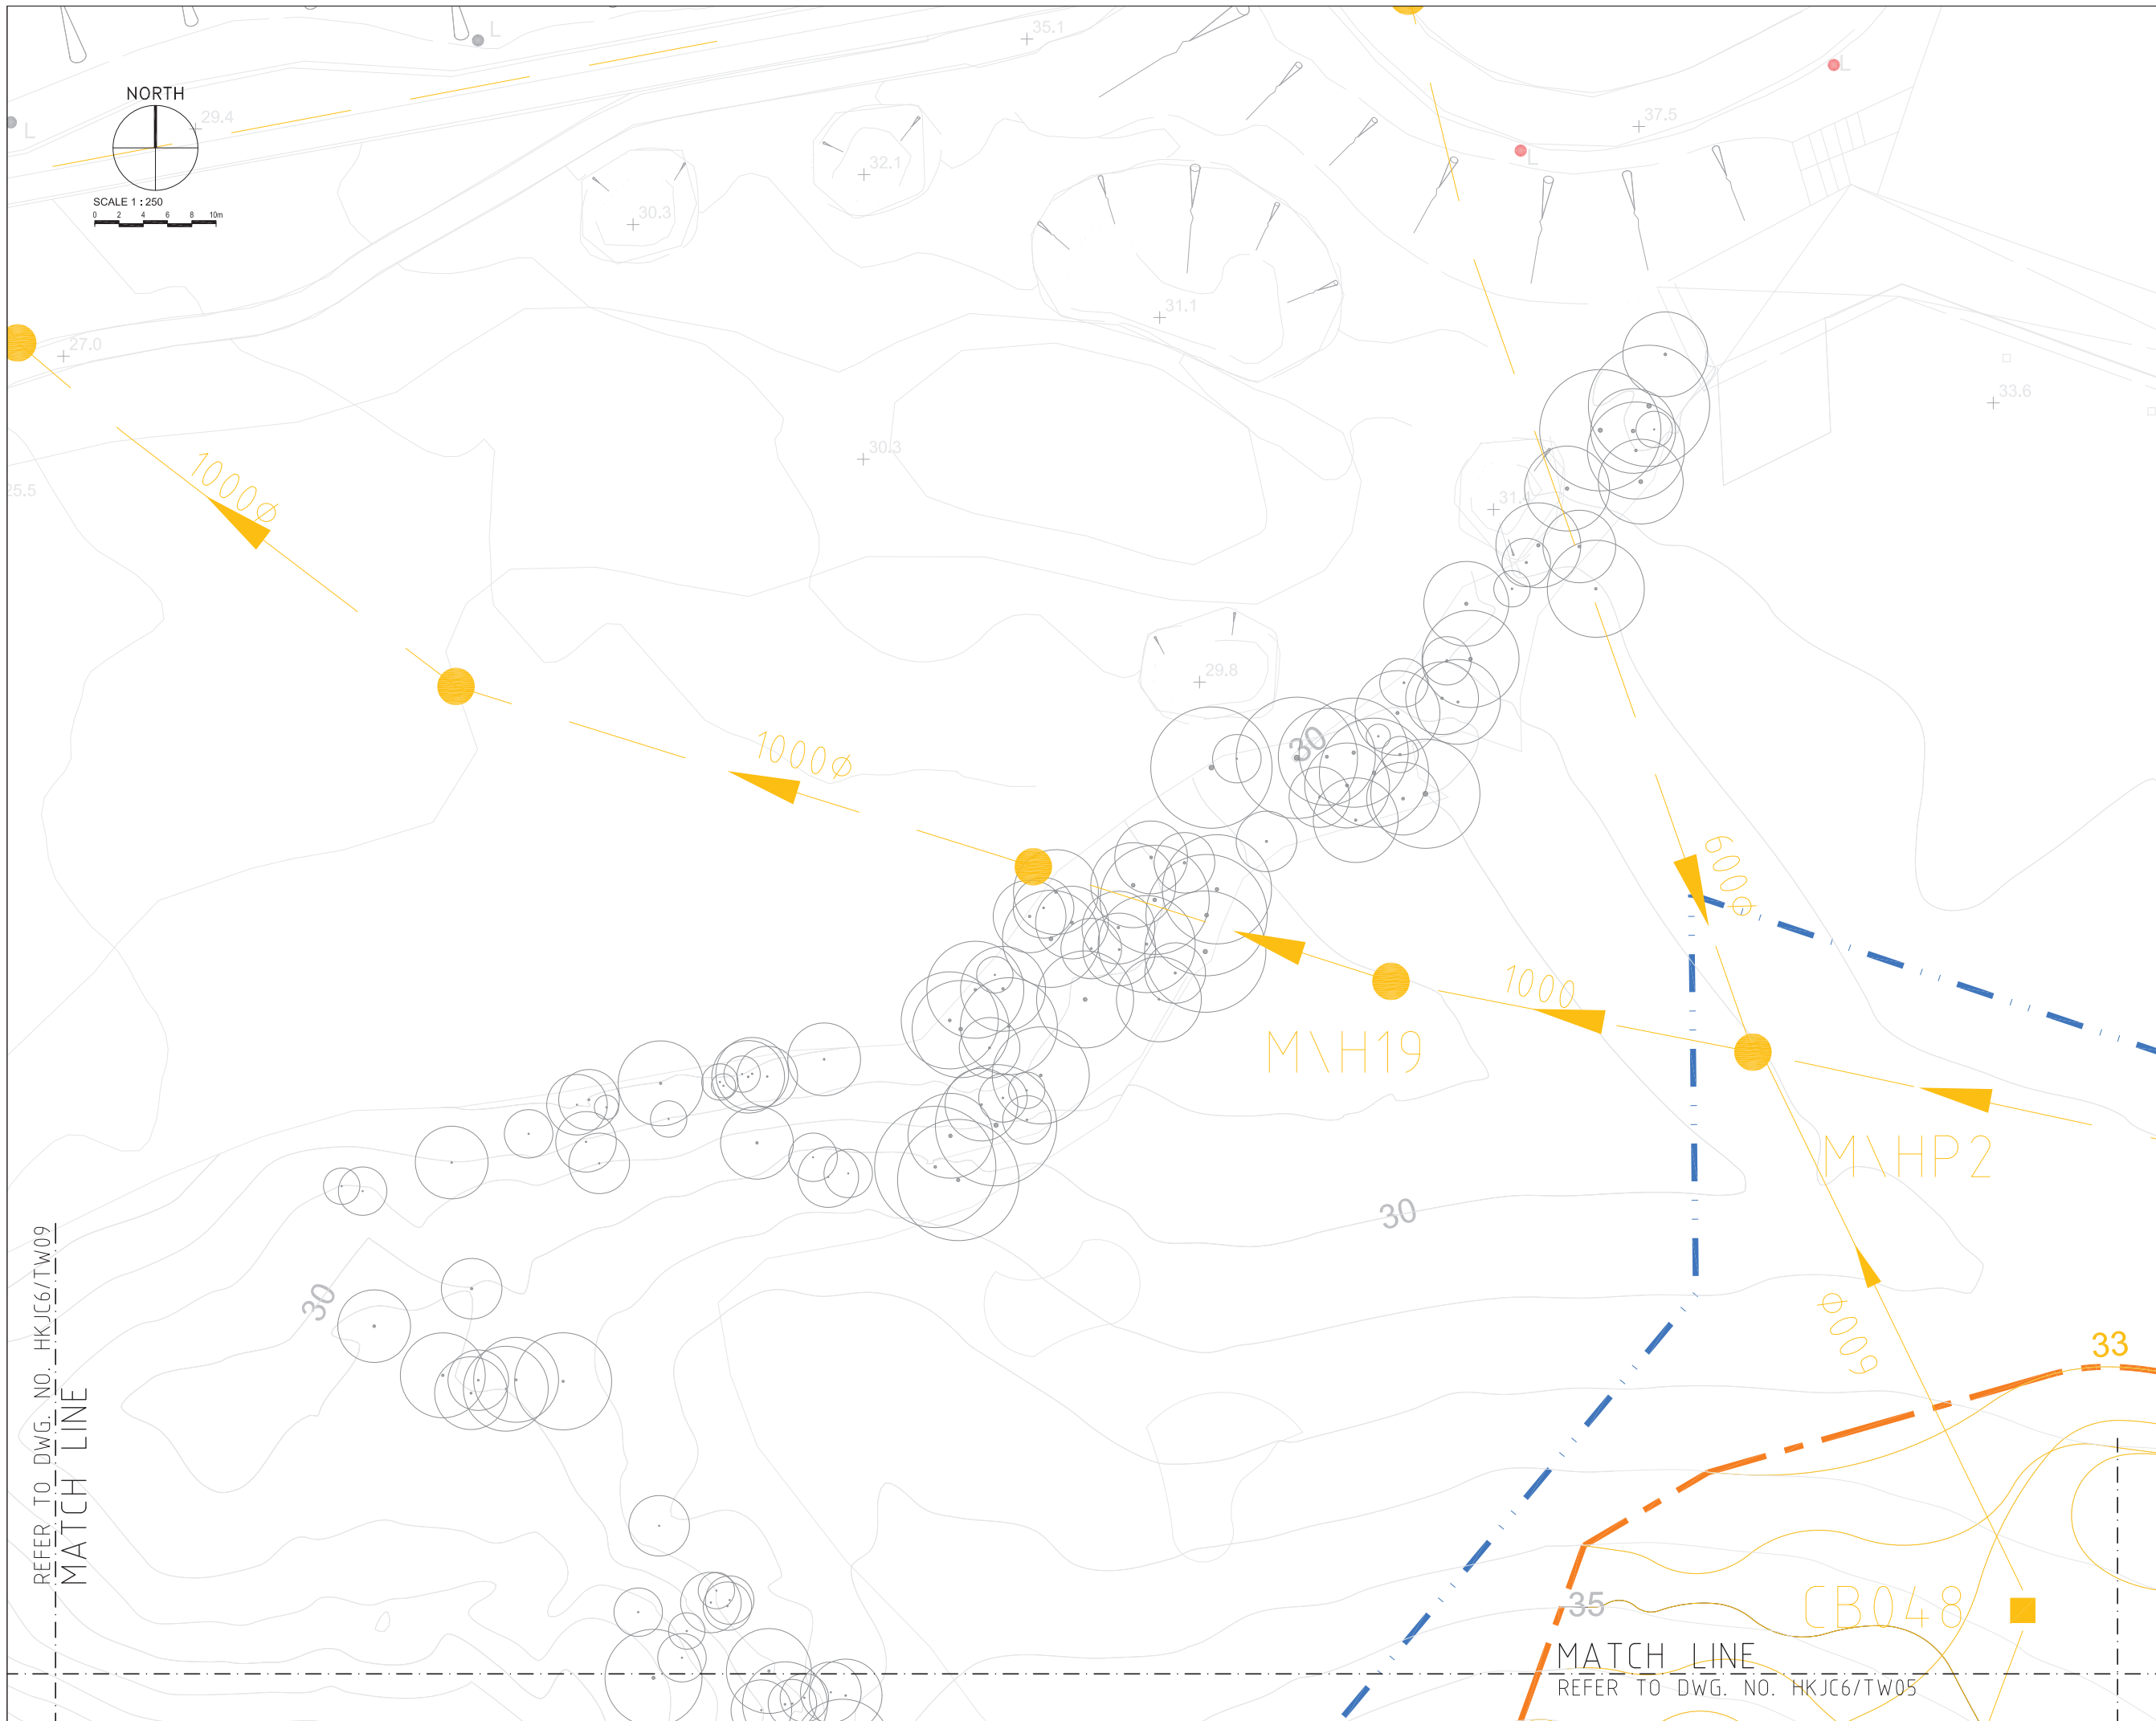 L
35.1
L
NORTH
29.4
L
37.5
L
32.1
SCALE 1 : 250
0 2 4 6 8 10m
30.3
31.1
27.0
33.6
30.3
1000ø
25.5
31.4
29.8
30
1000ø
600ø
1000
M\H19
M\HP2
30
30
600ø
33
REFER TO DWG. NO. HKJC6/TW09
MATCH LINE
35
CB048
MATCH LINE
REFER TO DWG. NO. HKJC6/TW05